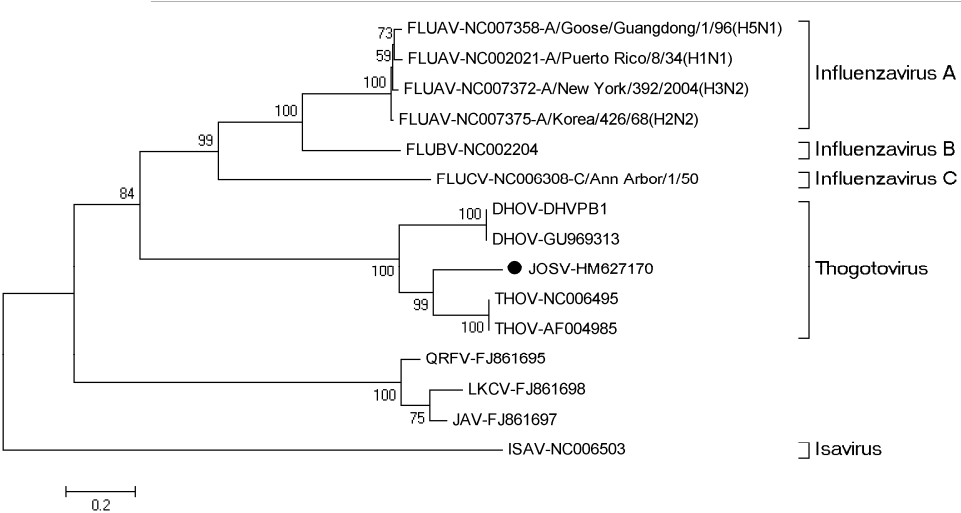 73
FLUAV-NC007358-A/Goose/Guangdong/1/96(H5N1)
59
FLUAV-NC002021-A/Puerto Rico/8/34(H1N1)
Influenzavirus A
100
FLUAV-NC007372-A/New York/392/2004(H3N2)
100
FLUAV-NC007375-A/Korea/426/68(H2N2)
99
FLUBV-NC002204
Influenzavirus B
84
FLUCV-NC006308-C/Ann Arbor/1/50
Influenzavirus C
100
DHOV-DHVPB1
DHOV-GU969313
100
JOSV-HM627170
Thogotovirus
99
THOV-NC006495
100
THOV-AF004985
QRFV-FJ861695
100
LKCV-FJ861698
75
JAV-FJ861697
ISAV-NC006503
Isavirus
0.2